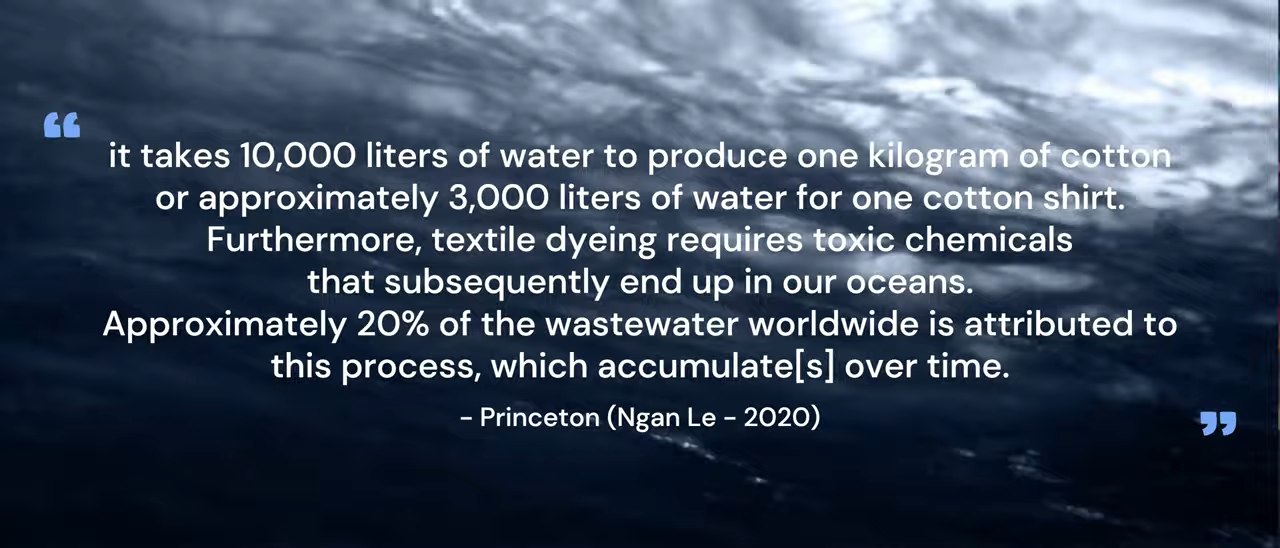 “
it takes 10,000 liters of water to produce one kilogram of cotton
or approximately 3,000 liters of water for one cotton shirt.
Furthermore, textile dyeing requires toxic chemicals
that subsequently end up in our oceans.
Approximately 20% of the wastewater worldwide is attributed to
this process, which accumulate[s] over time.
- Princeton (Ngan Le - 2020)
”